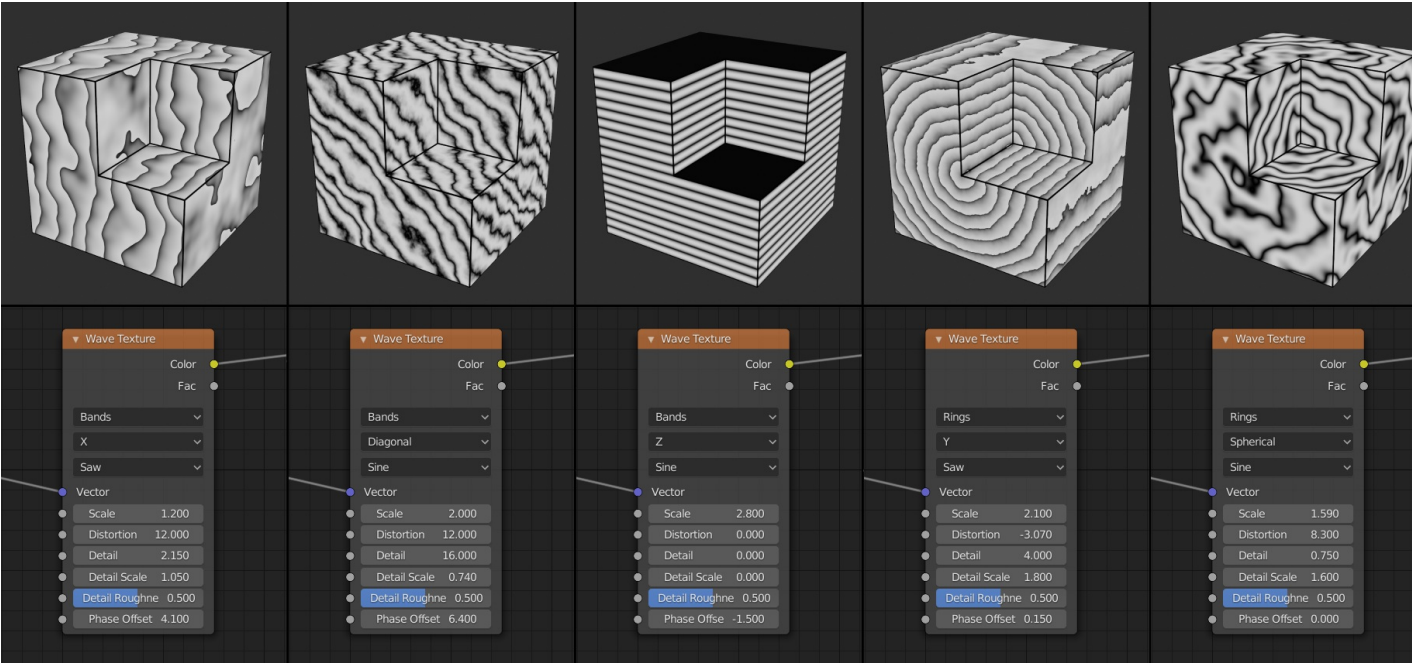 Wave Texture
Color
Fac
Bands
X
Saw
Vector
Scale 1.200
Distortion 12.000
Detail 2.150
Detail Scale 1.050
Detail Roughne 0.500
Phase Offset 4.100
Wave Texture
Color
Fac
Bands
Diagonal
Sine
Vector
Scale 2.000
Distortion 12.000
Detail 16.000
Detail Scale 0.740
Detail Roughne 0.500
Phase Offset 6.400
Wave Texture
Color
Fac
Bands
Z
Sine
Vector
Scale 2.800
Distortion 0.000
Detail 0.000
Detail Scale 0.000
Detail Roughne 0.500
Phase Offse -1.500
Wave Texture
Color
Fac
Rings
Y
Saw
Vector
Scale 2.100
Distortion -3.070
Detail 4.000
Detail Scale 1.800
Detail Roughne 0.500
Phase Offset 0.150
Wave Texture
Color
Fac
Rings
Spherical
Sine
Vector
Scale 1.590
Distortion 8.300
Detail 0.750
Detail Scale 1.600
Detail Roughne 0.500
Phase Offset 0.000